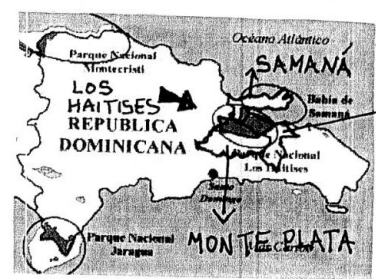 Océano Atlántico
Parque Nacional
Montecristi
SAMANÁ
LOS
HAITISES
Bahía de
Samaná
REPUBLICA
DOMINICANA
Parque Nacional
Los Haitises
Santo
Domingo
Parque Nacional
Jaragua
MONTE PLATA